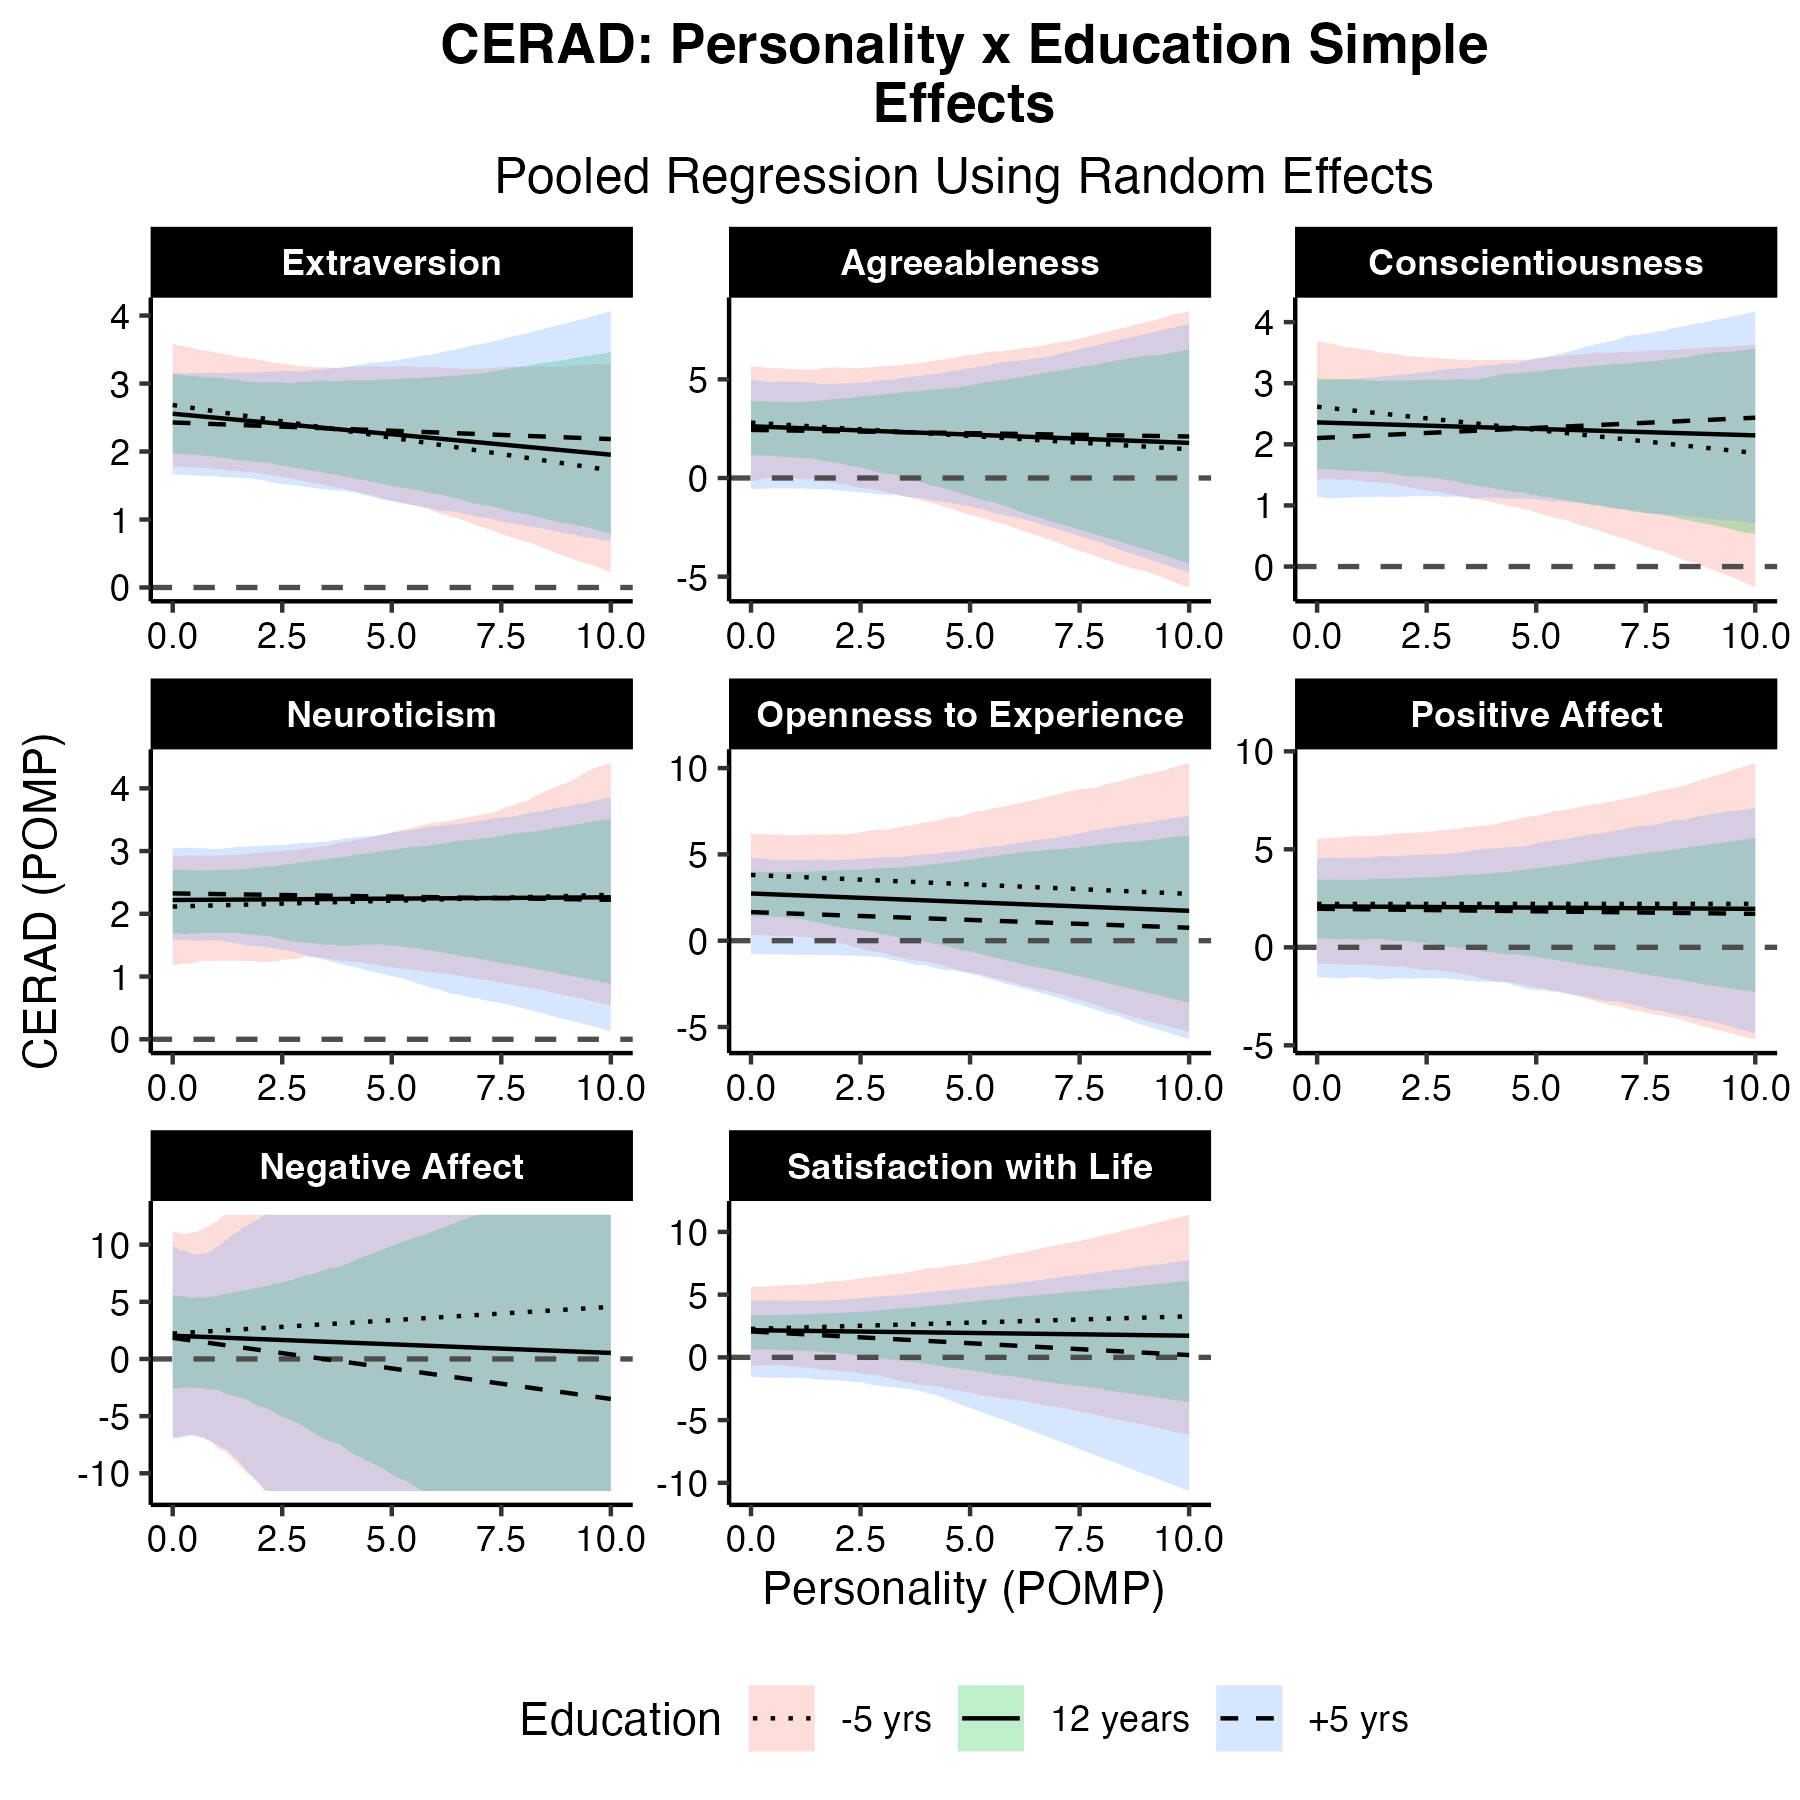 CERAD: Personality x Education Simple
Effects
Pooled Regression Using Random Effects
Extraversion
Agreeableness
Conscientiousness
4
3
2
1
0
0.0 2.5 5.0 7.5 10.0
5
0
-5
0.0 2.5 5.0 7.5 10.0
4
3
2
1
0
0.0 2.5 5.0 7.5 10.0
CERAD (POMP)
Neuroticism
Openness to Experience
Positive Affect
4
3
2
1
0
0.0 2.5 5.0 7.5 10.0
10
5
0
-5
0.0 2.5 5.0 7.5 10.0
10
5
0
-5
0.0 2.5 5.0 7.5 10.0
Negative Affect
Satisfaction with Life
10
5
0
-5
-10
0.0 2.5 5.0 7.5 10.0
10
5
0
-5
-10
0.0 2.5 5.0 7.5 10.0
Personality (POMP)
Education -5 yrs 12 years +5 yrs